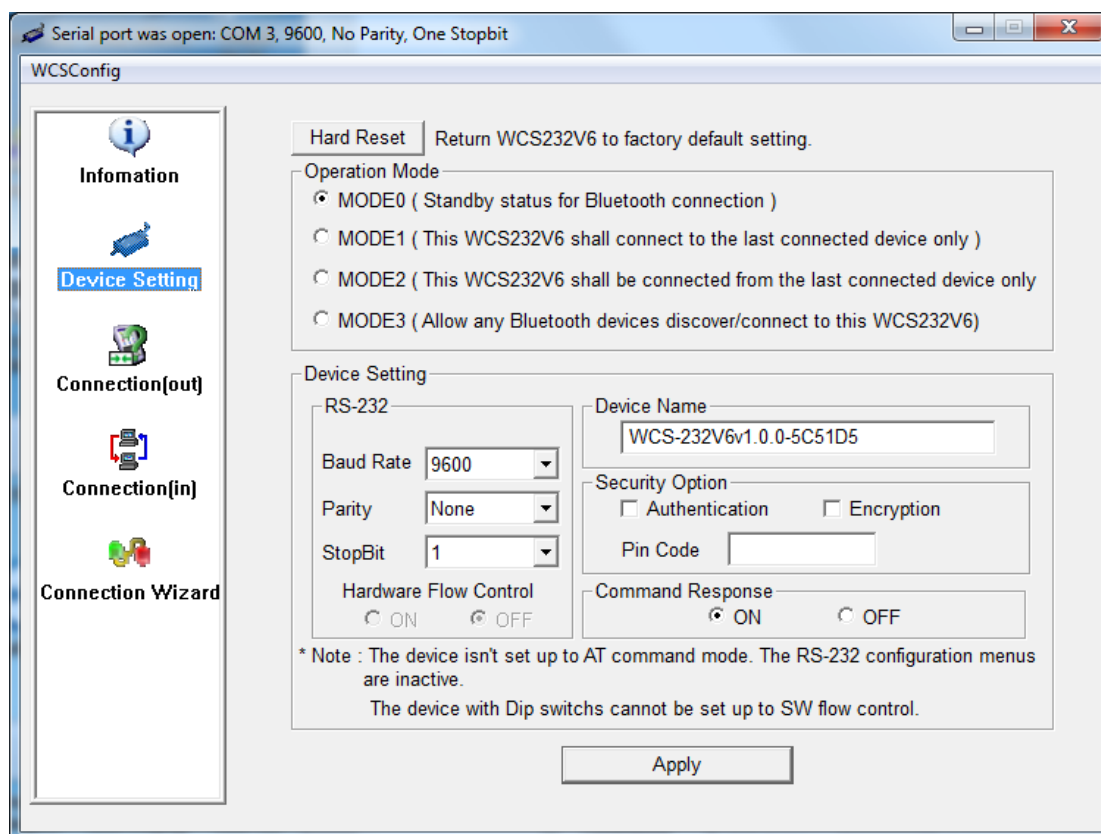 Serial port was open: COM 3, 9600, No Parity, One Stopbit
WCSConfig
Infomation
Device Setting
Connection(out)
Connection(in)
Connection Wizard
Hard Reset Return WCS232V6 to factory default setting.
Operation Mode
MODE0 ( Standby status for Bluetooth connection )
MODE1 ( This WCS232V6 shall connect to the last connected device only )
MODE2 ( This WCS232V6 shall be connected from the last connected device only
MODE3 ( Allow any Bluetooth devices discover/connect to this WCS232V6)
Device Setting
RS-232
Baud Rate 9600
Parity None
StopBit 1
Hardware Flow Control
ON OFF
Device Name
WCS-232V6v1.0.0-5C51D5
Security Option
Authentication Encryption
Pin Code
Command Response
ON OFF
* Note : The device isn't set up to AT command mode. The RS-232 configuration menus
are inactive.
The device with Dip switchs cannot be set up to SW flow control.
Apply